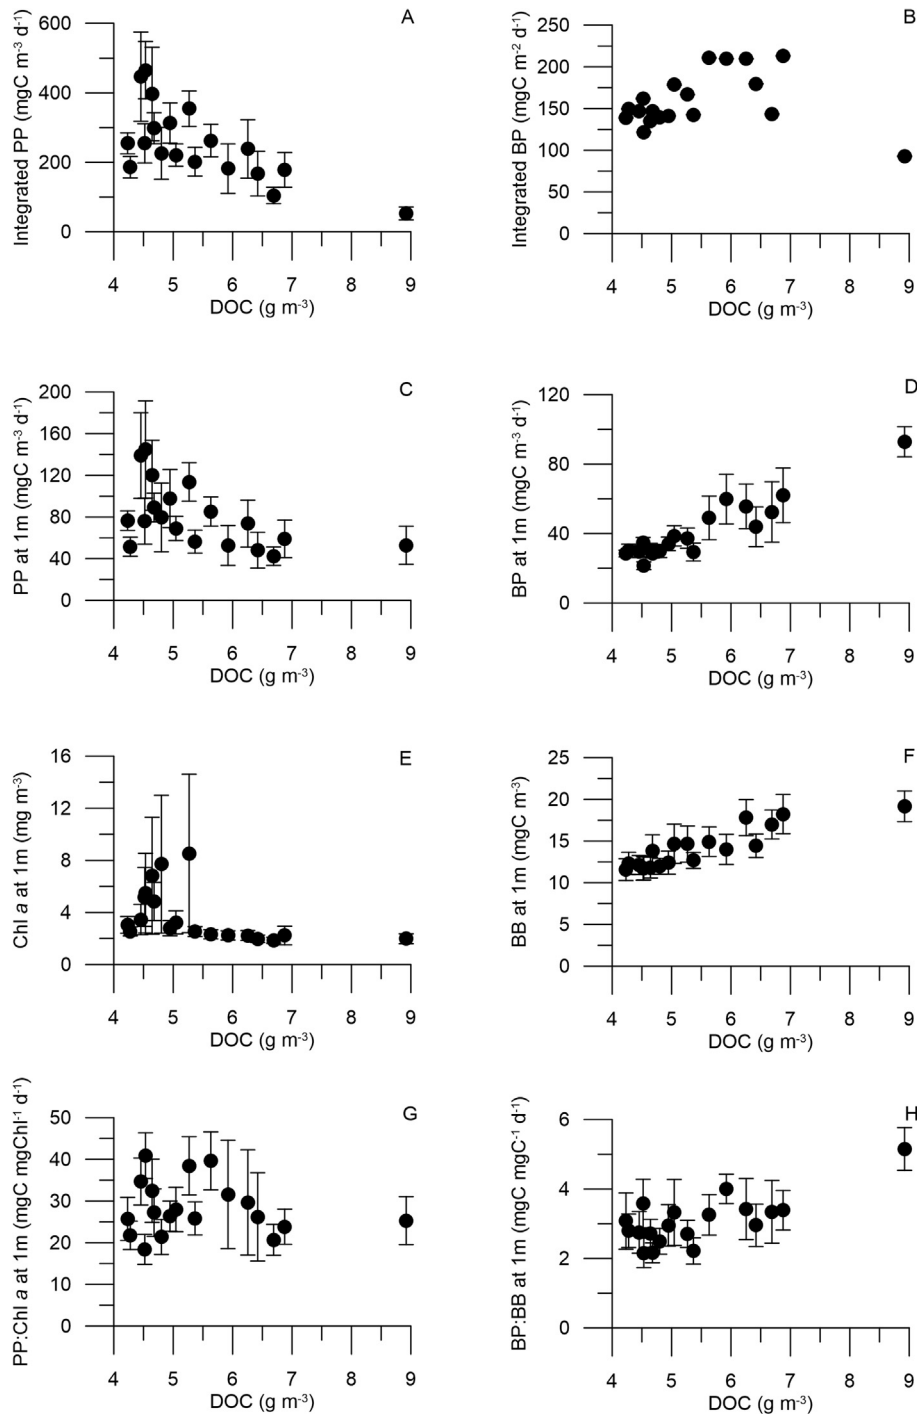 A
Integrated PP (mgC m-3 d-1)
600
400
200
0
4 5 6 7 8 9
DOC (g m-3)
B
Integrated BP (mgC m-2 d-1)
250
200
150
100
50
0
4 5 6 7 8 9
DOC (g m-3)
C
PP at 1m (mgC m-3 d-1)
200
160
120
80
40
0
4 5 6 7 8 9
DOC (g m-3)
D
BP at 1m (mgC m-3 d-1)
120
80
40
0
4 5 6 7 8 9
DOC (g m-3)
E
Chl a at 1m (mg m-3)
16
12
8
4
0
4 5 6 7 8 9
DOC (g m-3)
F
BB at 1m (mgC m-3)
25
20
15
10
5
0
4 5 6 7 8 9
DOC (g m-3)
G
PP:Chl a at 1m (mgC mgChl-1 d-1)
50
40
30
20
10
0
4 5 6 7 8 9
DOC (g m-3)
H
BP:BB at 1m (mgC mgC-1 d-1)
6
4
2
0
4 5 6 7 8 9
DOC (g m-3)